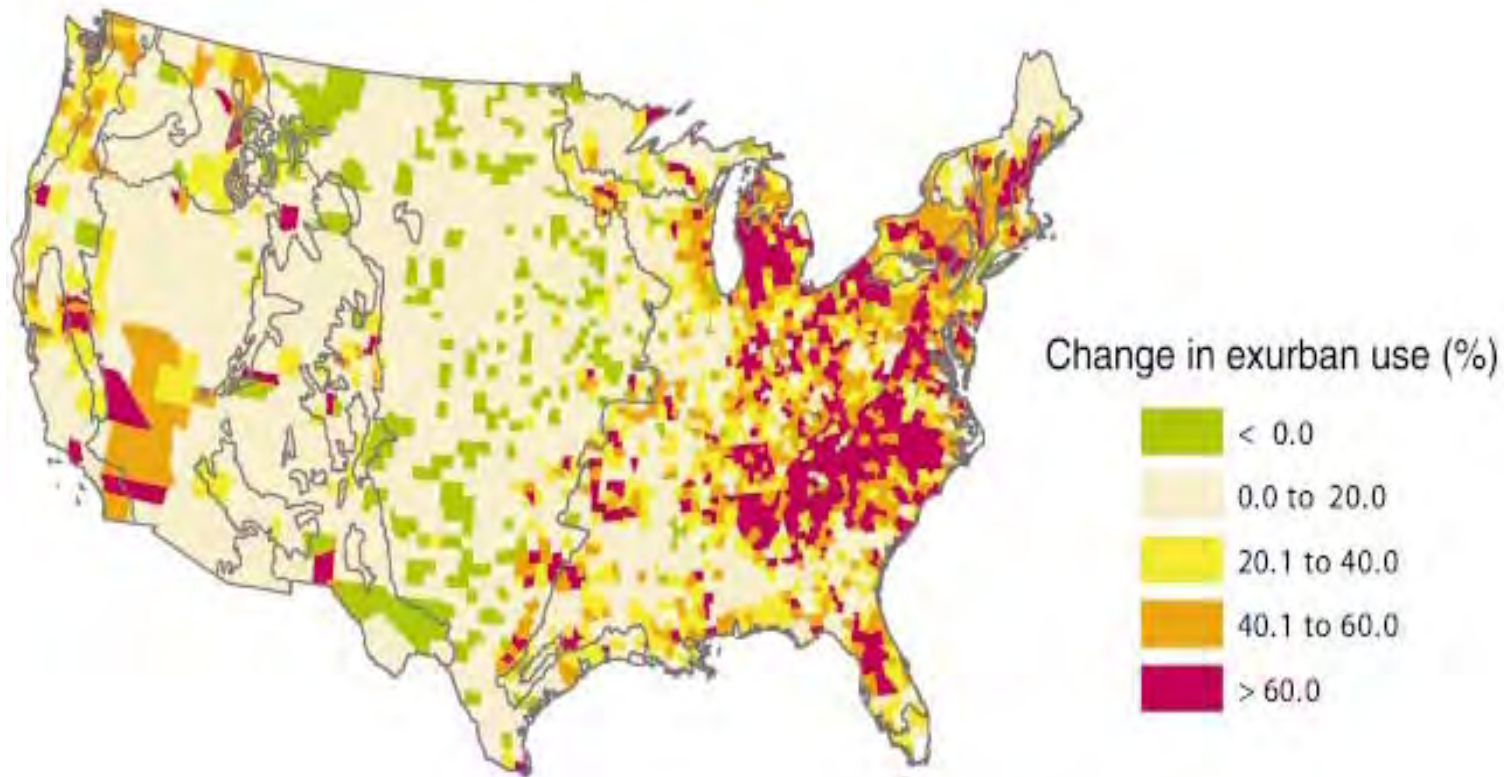 Change in exurban use (%)
< 0.0
0.0 to 20.0
20.1 to 40.0
40.1 to 60.0
> 60.0